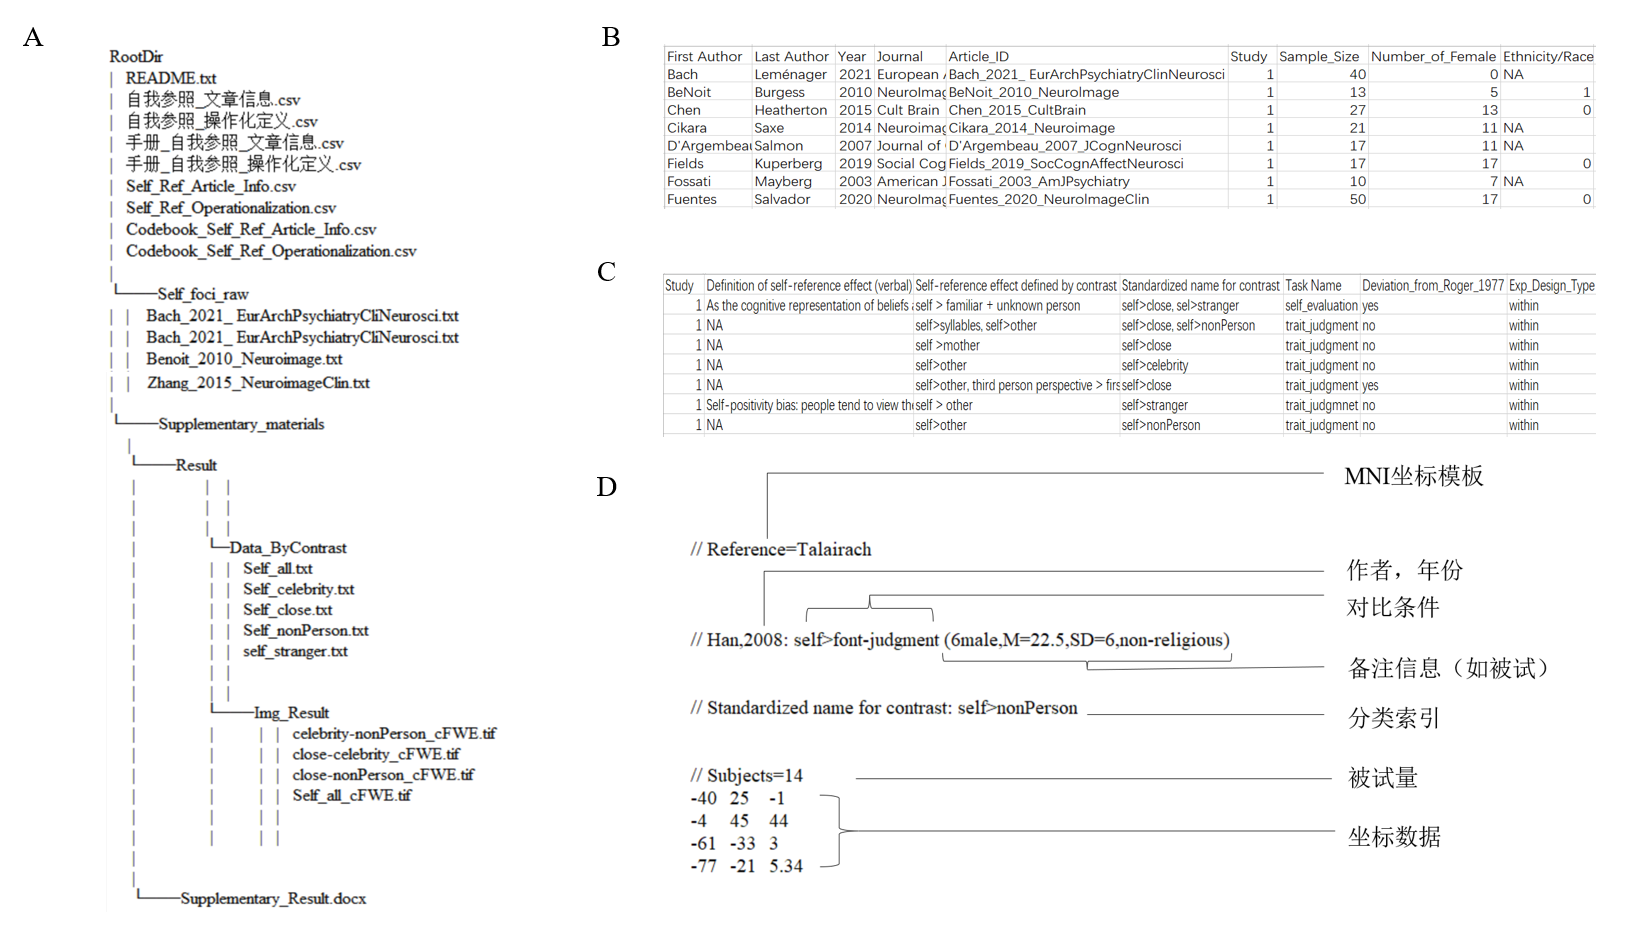 A
RootDir
README.txt
自我参照_文章信息.csv
自我参照_操作化定义.csv
手册_自我参照_文章信息.csv
手册_自我参照_操作化定义.csv
Self_Ref_Article_Info.csv
Self_Ref_Operationalization.csv
Codebook_Self_Ref_Article_Info.csv
Codebook_Self_Ref_Operationalization.csv
Self_foci_raw
Bach_2021_ EurArchPsychiatryCliNeurosci.txt
Bach_2021_ EurArchPsychiatryCliNeurosci.txt
Benoit_2010_Neuroimage.txt
Zhang_2015_NeuroimageClin.txt
Supplementary_materials
Result
Data_ByContrast
Self_all.txt
Self_celebrity.txt
Self_close.txt
Self_nonPerson.txt
self_stranger.txt
Img_Result
celebrity-nonPerson_cFWE.tif
close-celebrity_cFWE.tif
close-nonPerson_cFWE.tif
Self_all_cFWE.tif
Supplementary_Result.docx
B
First Author Last Author Year Journal Article_ID Study Sample_Size Number_of_Female Ethnicity/Race
Bach Leménager 2021 European A Bach_2021_ EurArchPsychiatryClinNeurosci 1 40 0 NA
BeNoit Burgess 2010 NeuroImag BeNoit_2010_NeuroImage 1 13 5 1
Chen Heatherton 2015 Cult Brain Chen_2015_CultBrain 1 27 13 0
Cikara Saxe 2014 Neuroimag Cikara_2014_Neuroimage 1 21 11 NA
D'Argembeau Salmon 2007 Journal of D'Argembeau_2007_JCognNeurosci 1 17 11 NA
Fields Kuperberg 2019 Social Cog Fields_2019_SocCognAffectNeurosci 1 17 17 0
Fossati Mayberg 2003 American J Fossati_2003_AmJPsychiatry 1 10 7 NA
Fuentes Salvador 2020 NeuroImag Fuentes_2020_NeuroImageClin 1 50 17 0
C
Study Definition of self-reference effect (verbal) Self-reference effect defined by contrast Standardized name for contrast Task Name Deviation_from_Roger_1977 Exp_Design_Type
1 As the cognitive representation of beliefs a self > familiar + unknown person self>close, sel>stranger self_evaluation yes within
1 NA self>syllables, self>other self>close, self>nonPerson trait_judgment no within
1 NA self >mother self>close trait_judgment no within
1 NA self>other self>celebrity trait_judgment no within
1 NA self>other, third person perspective > firs self>close trait_judgment yes within
1 Self-positivity bias: people tend to view the self > other self>stranger trait_judgmnet no within
1 NA self>other self>nonPerson trait_judgment no within
D
MNI坐标模板
// Reference=Talairach
作者，年份
对比条件
// Han,2008: self>font-judgment (6male,M=22.5,SD=6,non-religious)
备注信息（如被试）
// Standardized name for contrast: self>nonPerson
分类索引
// Subjects=14
被试量
-40 25 -1
-4 45 44
坐标数据
-61 -33 3
-77 -21 5.34